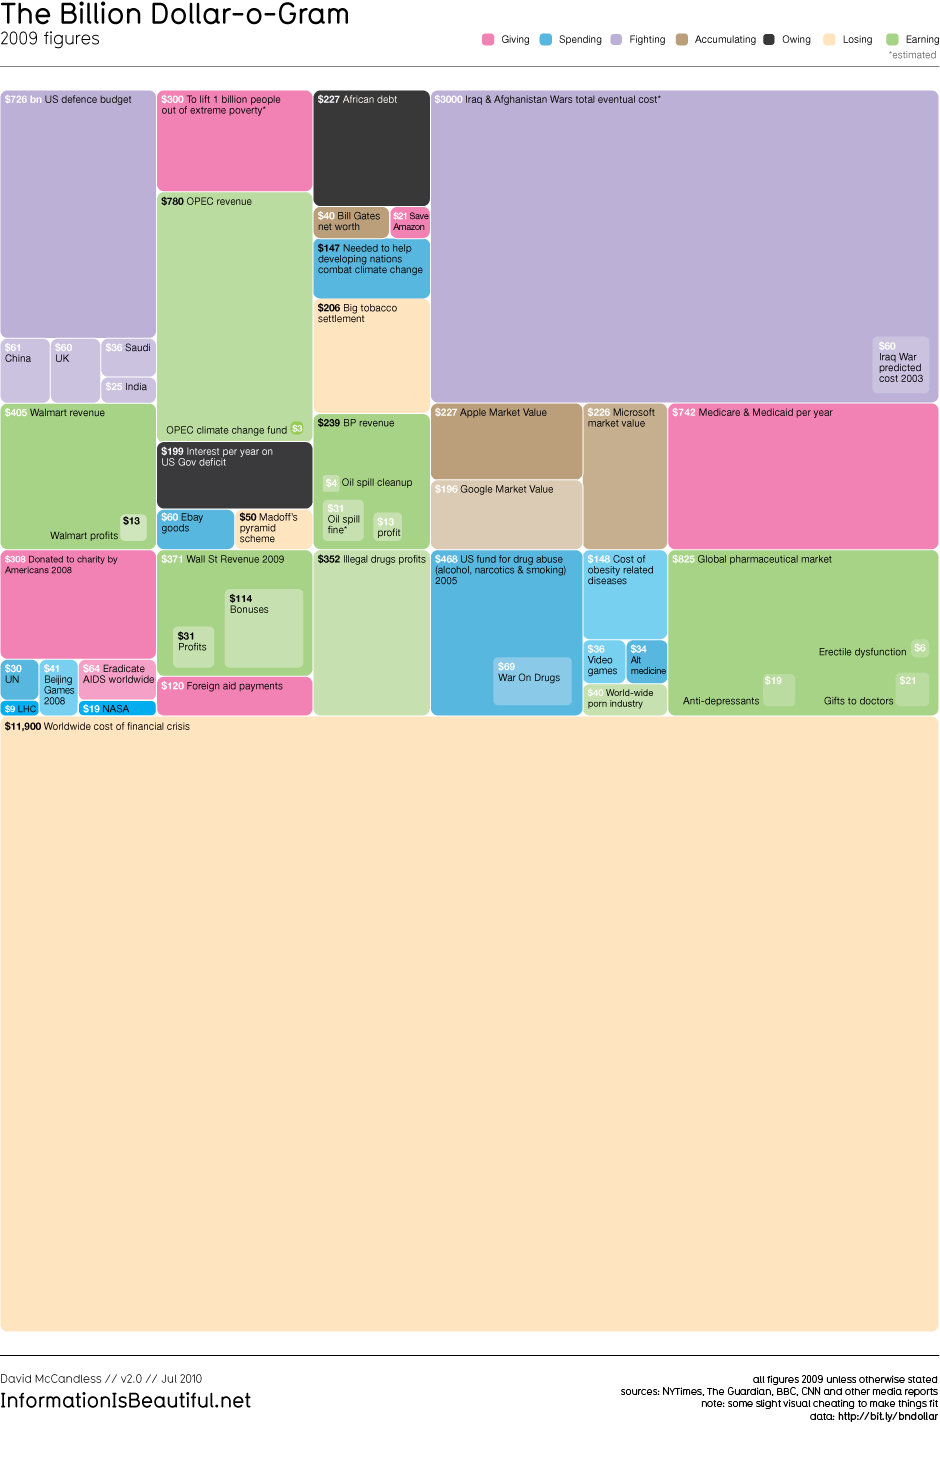 The Billion Dollar-o-Gram
2009 figures
Giving Spending Fighting Accumulating Owing Losing Earning
*estimated
$726 bn US defence budget
$300 To lift 1 billion people
out of extreme poverty*
$227 African debt
$3000 Iraq & Afghanistan Wars total eventual cost*
$780 OPEC revenue
$40 Bill Gates
net worth
$21 Save
Amazon
$147 Needed to help
developing nations
combat climate change
$206 Big tobacco
settlement
$61
China
$60
UK
$36 Saudi
$25 India
$60
Iraq War
predicted
cost 2003
$405 Walmart revenue
$13
Walmart profits
OPEC climate change fund $3
$199 Interest per year on
US Gov deficit
$60 Ebay
goods
$50 Madoff's
pyramid
scheme
$239 BP revenue
$4 Oil spill cleanup
$31
Oil spill
fine*
$13
profit
$227 Apple Market Value
$196 Google Market Value
$226 Microsoft
market value
$742 Medicare & Medicaid per year
$308 Donated to charity by
Americans 2008
$371 Wall St Revenue 2009
$114
Bonuses
$31
Profits
$352 Illegal drugs profits
$468 US fund for drug abuse
(alcohol, narcotics & smoking)
2005
$69
War On Drugs
$148 Cost of
obesity related
diseases
$825 Global pharmaceutical market
$36
Video
games
$34
Alt
medicine
$40 World-wide
porn industry
Erectile dysfunction $6
$19
Anti-depressants
$21
Gifts to doctors
$30
UN
$41
Beijing
Games
2008
$64 Eradicate
AIDS worldwide
$9 LHC
$19 NASA
$120 Foreign aid payments
$11,900 Worldwide cost of financial crisis
David McCandless // v2.0 // Jul 2010
InformationIsBeautiful.net
all figures 2009 unless otherwise stated
sources: NYTimes, The Guardian, BBC, CNN and other media reports
note: some slight visual cheating to make things fit
data: http://bit.ly/bndollar